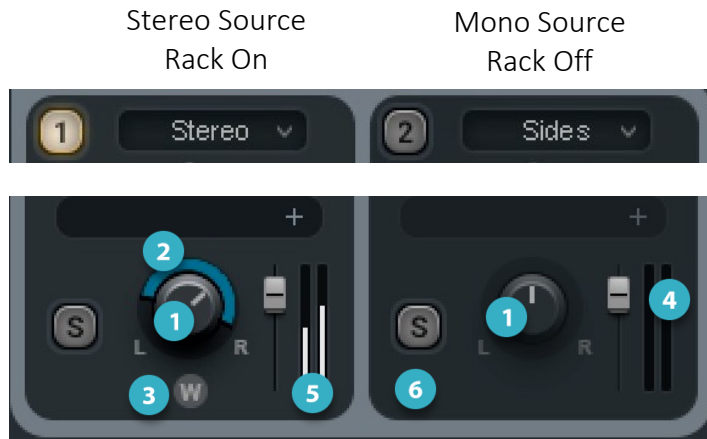 Stereo Source
Rack On
Mono Source
Rack Off
1 Stereo
2 Sides
+
+
2
1
S
L R
3 W
5
1
4
S
L R
6